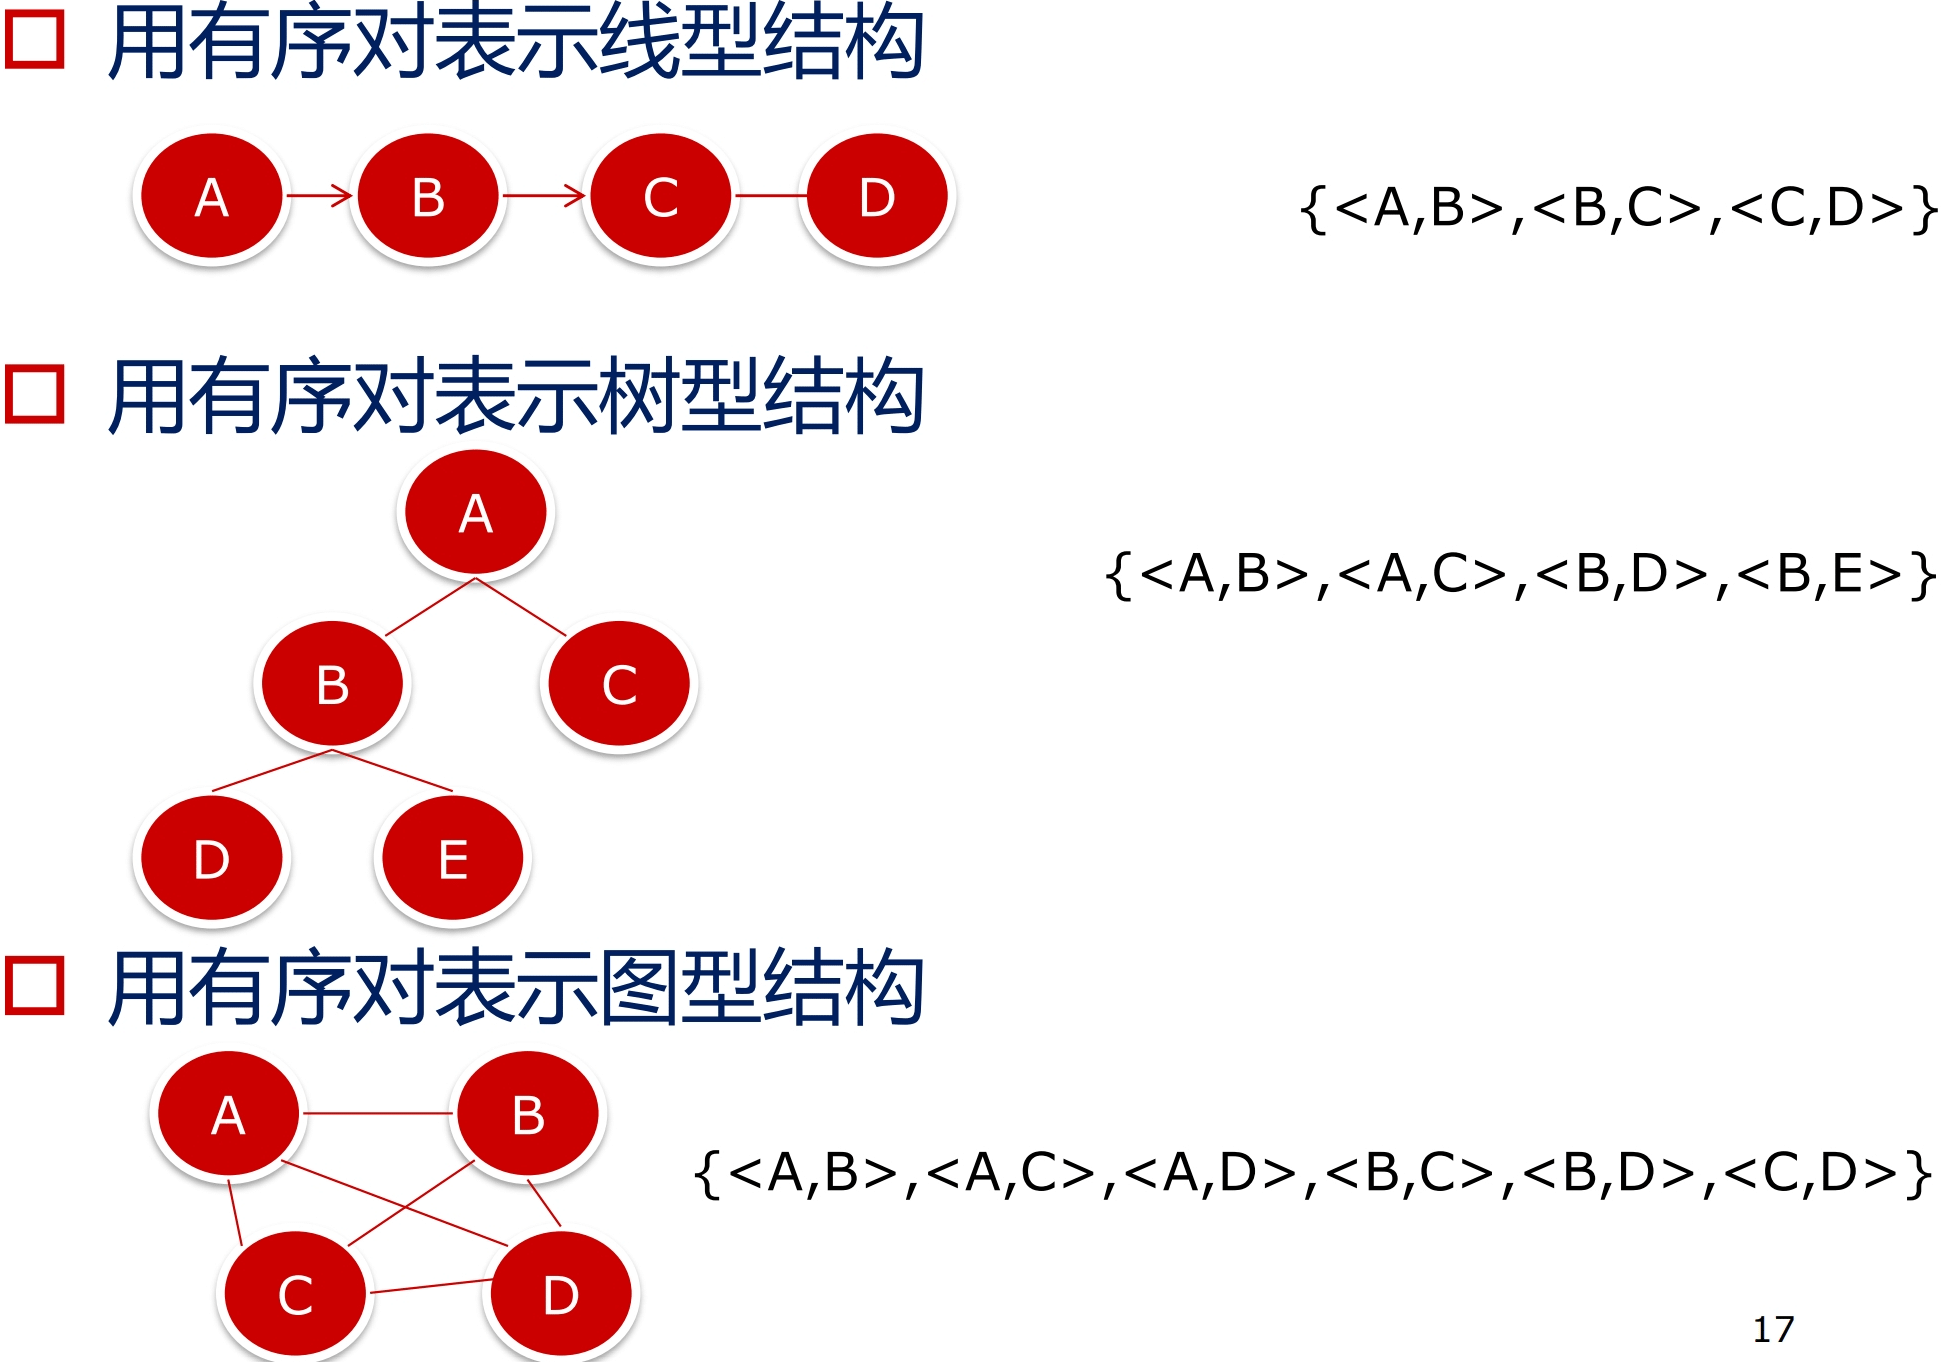 用有序对表示线型结构
A B C D
{<A,B>,<B,C>,<C,D>}
用有序对表示树型结构
A
{<A,B>,<A,C>,<B,D>,<B,E>}
B C
D E
用有序对表示图型结构
A B
{<A,B>,<A,C>,<A,D>,<B,C>,<B,D>,<C,D>}
C D
17